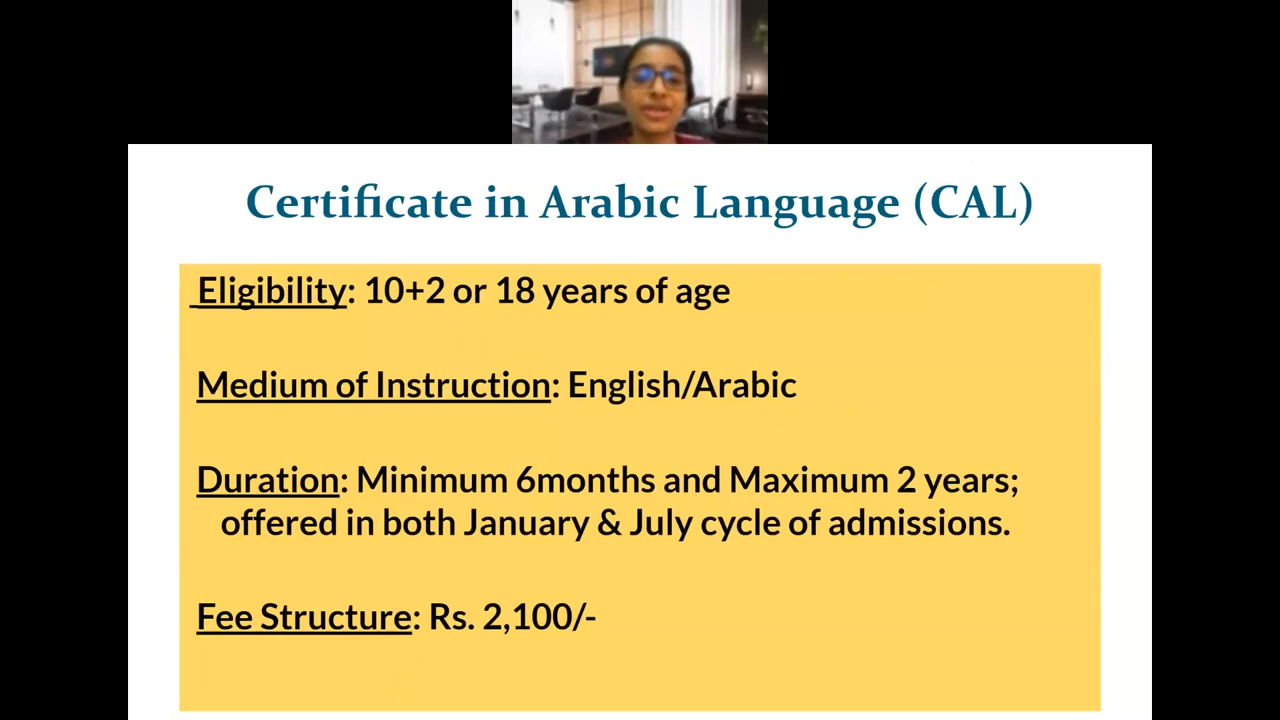 Certificate in Arabic Language (CAL)
Eligibility: 10+2 or 18 years of age
Medium of Instruction: English/Arabic
Duration: Minimum 6months and Maximum 2 years;
offered in both January & July cycle of admissions.
Fee Structure: Rs. 2,100/-